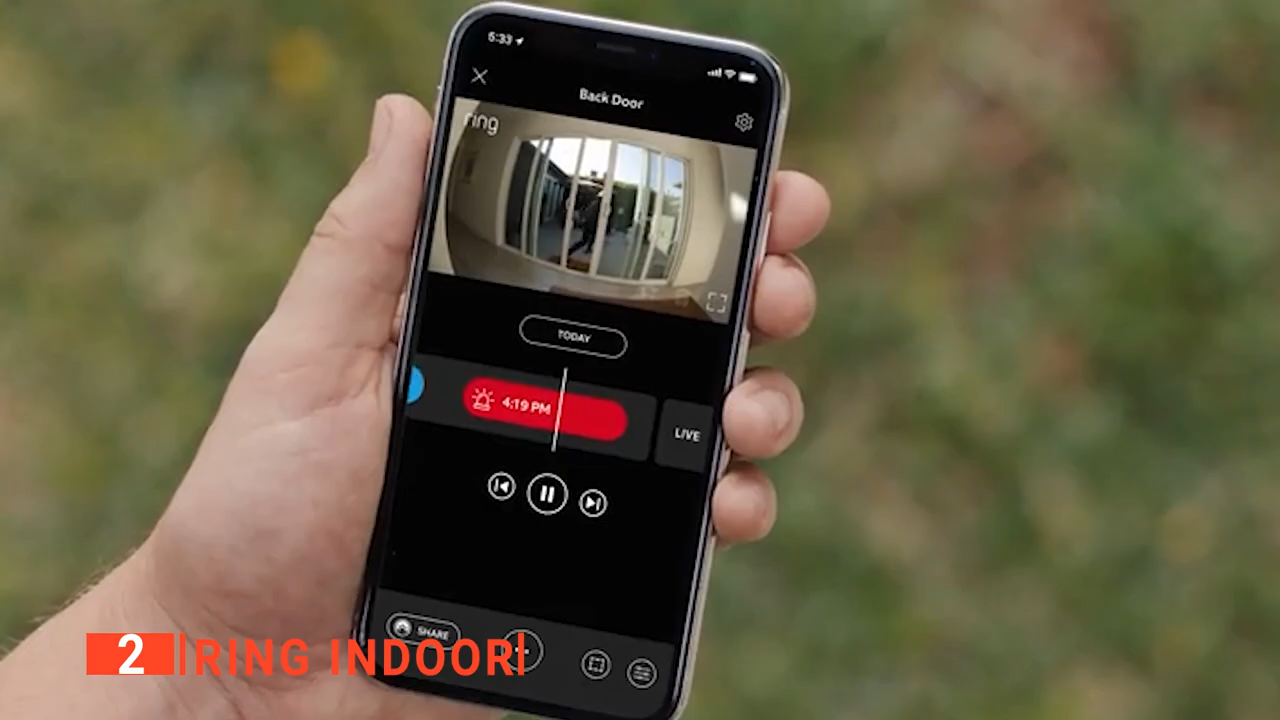 5:33
Back Door
ring
TODAY
4:19 PM
LIVE
SHARE
2 RING INDOOR